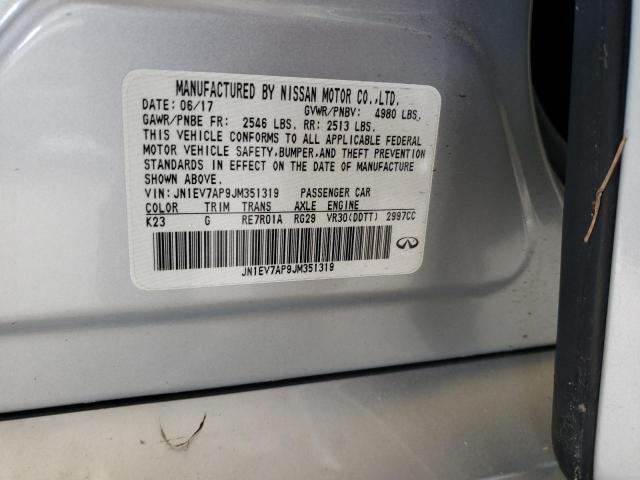 MANUFACTURED BY NISSAN MOTOR CO.,LTD.
DATE: 06/17 GVWR/PNBV: 4980 LBS.
GAWR/PNBE FR: 2546 LBS. RR: 2513 LBS.
THIS VEHICLE CONFORMS TO ALL APPLICABLE FEDERAL
MOTOR VEHICLE SAFETY,BUMPER,AND THEFT PREVENTION
STANDARDS IN EFFECT ON THE DATE OF MANUFACTURE
SHOWN ABOVE.
VIN: JN1EV7AP9JM351319 PASSENGER CAR
COLOR TRIM TRANS AXLE ENGINE
K23 G RE7R01A RG29 VR30(DDTT) 2997CC
JN1EV7AP9JM351319